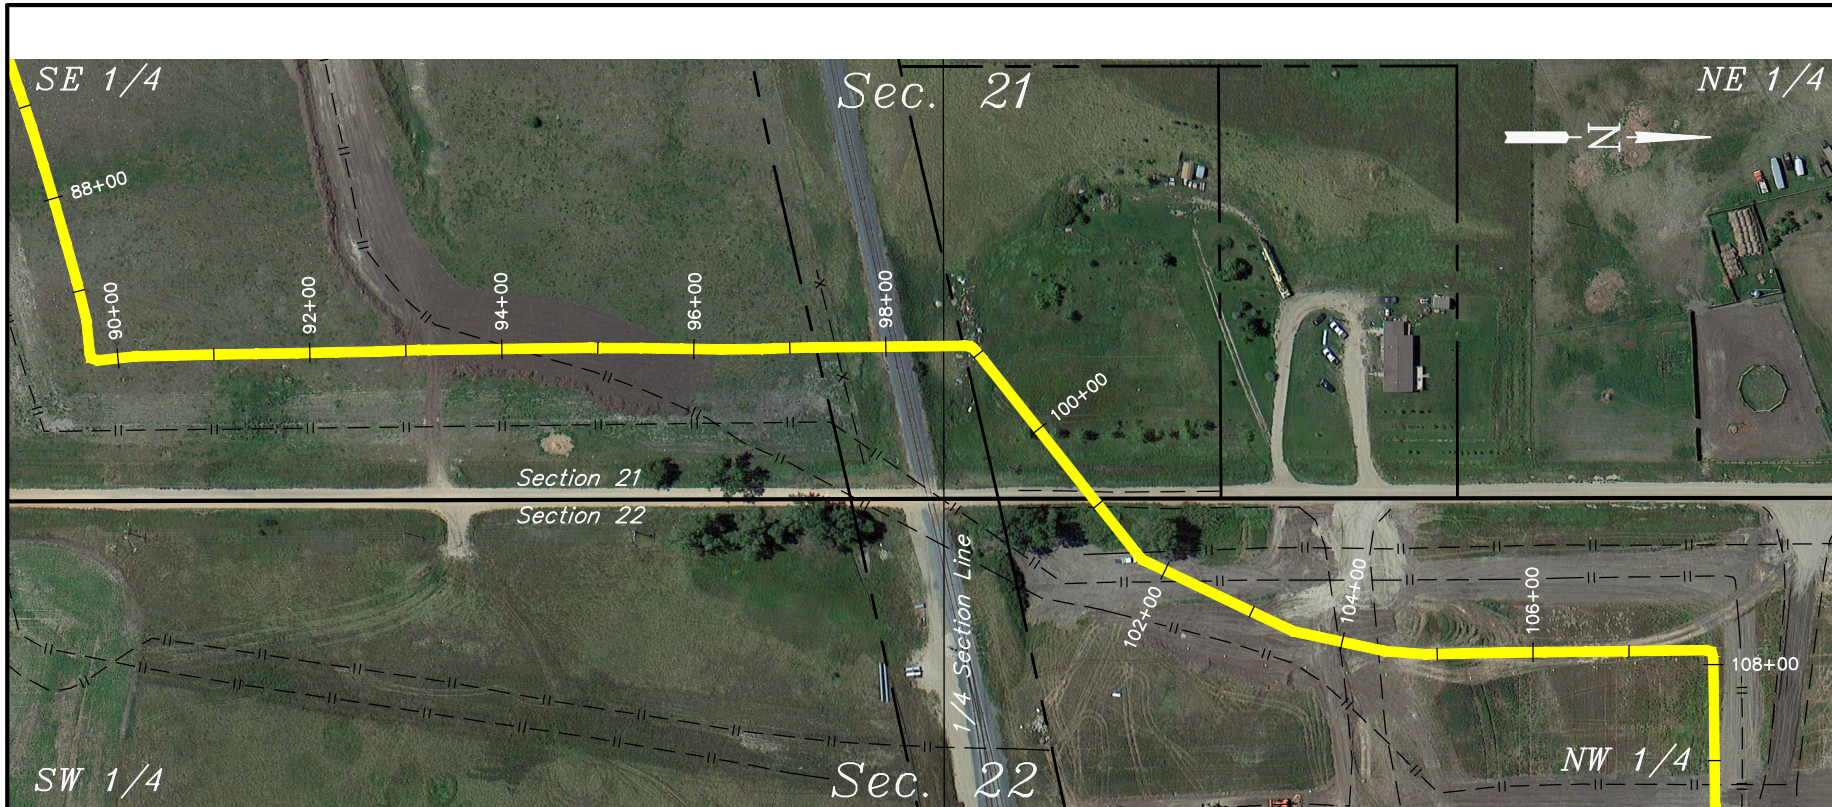 SE 1/4
Sec. 21
NE 1/4
N
88+00
90+00
92+00
94+00
96+00
98+00
100+00
Section 21
Section 22
1/4 Section Line
102+00
104+00
106+00
108+00
SW 1/4
Sec. 22
NW 1/4